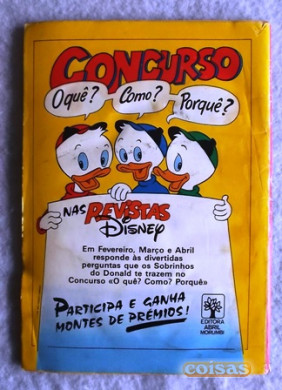 CONCURSO
O quê? Como? Porquê?
NAS REVISTAS
DISNEY
Em Fevereiro, Março e Abril
responde às divertidas
perguntas que os Sobrinhos
do Donald te trazem no
Concurso «O quê? Como? Porquê»
PARTICIPA E GANHA
MONTES DE PRÉMIOS!
EDITORA
ABRIL
MORUMBI
coisas